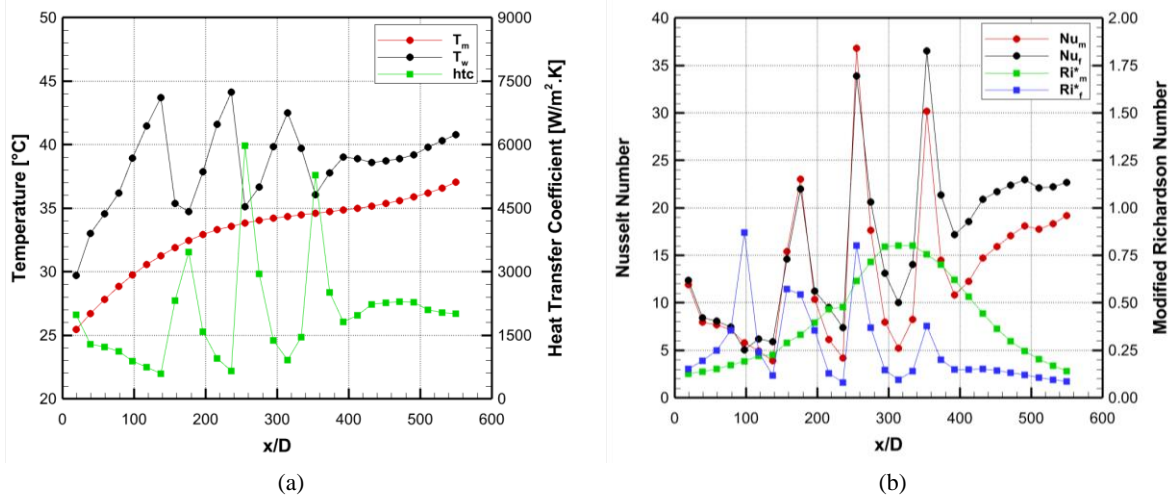 50
45
40
35
30
25
20
Temperature [°C]
9000
7500
6000
4500
3000
1500
0
Heat Transfer Coefficient [W/m².K]
T_m
T_w
htc
0 100 200 300 400 500 600
x/D
(a)
40
35
30
25
20
15
10
5
0
Nusselt Number
2.00
1.75
1.50
1.25
1.00
0.75
0.50
0.25
0.00
Modified Richardson Number
Nu_m
Nu_f
Ri*_m
Ri*_f
0 100 200 300 400 500 600
x/D
(b)